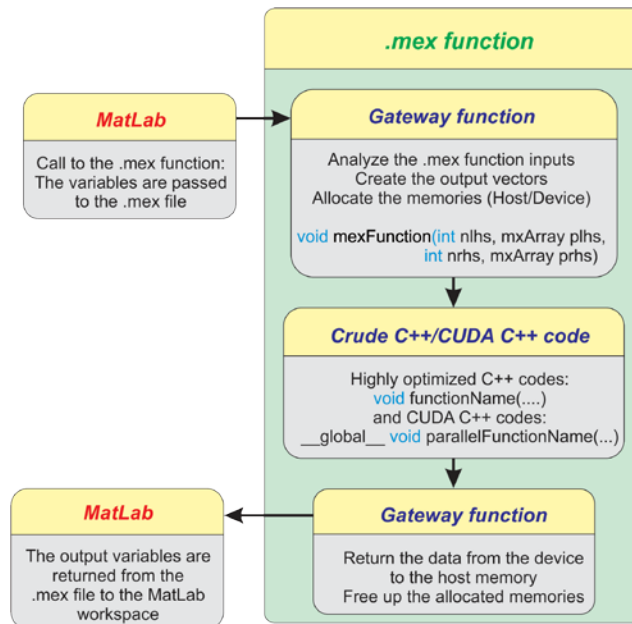 .mex function
MatLab
Call to the .mex function:
The variables are passed
to the .mex file
Gateway function
Analyze the .mex function inputs
Create the output vectors
Allocate the memories (Host/Device)
void mexFunction(int nlhs, mxArray plhs,
int nrhs, mxArray prhs)
Crude C++/CUDA C++ code
Highly optimized C++ codes:
void functionName(....)
and CUDA C++ codes:
__global__ void parallelFunctionName(...)
Gateway function
Return the data from the device
to the host memory
Free up the allocated memories
MatLab
The output variables are
returned from the
.mex file to the MatLab
workspace